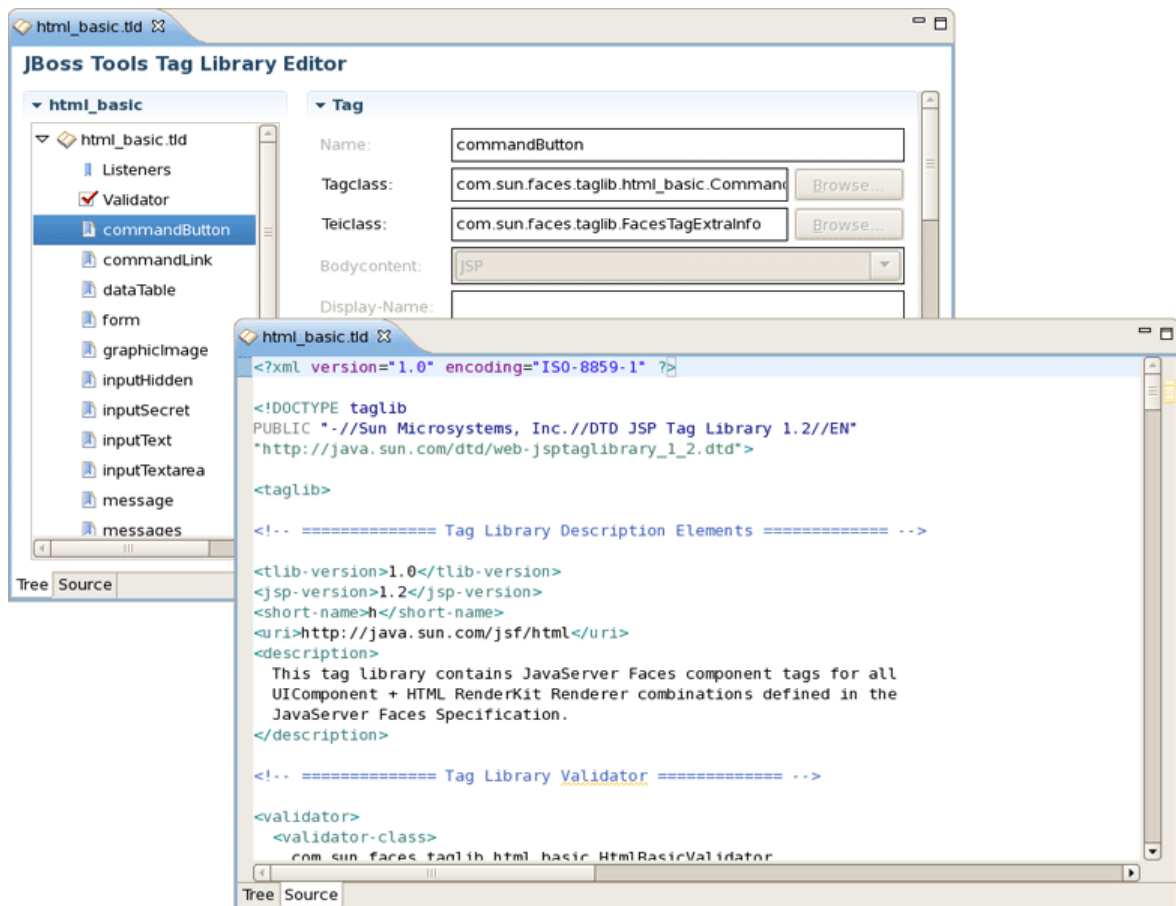 html_basic.tld
JBoss Tools Tag Library Editor
html_basic
html_basic.tld
Listeners
Validator
commandButton
commandLink
dataTable
form
graphicImage
inputHidden
inputSecret
inputText
inputTextarea
message
messages
Tree Source
Tag
Name: commandButton
Tagclass: com.sun.faces.taglib.html_basic.Command Browse...
Teiclass: com.sun.faces.taglib.FacesTagExtraInfo Browse...
Bodycontent: JSP
Display-Name:
html_basic.tld
<?xml version="1.0" encoding="ISO-8859-1" ?>
<!DOCTYPE taglib
PUBLIC "-//Sun Microsystems, Inc.//DTD JSP Tag Library 1.2//EN"
"http://java.sun.com/dtd/web-jsptaglibrary_1_2.dtd">
<taglib>
<!-- ============== Tag Library Description Elements ============= -->
<tlib-version>1.0</tlib-version>
<jsp-version>1.2</jsp-version>
<short-name>h</short-name>
<uri>http://java.sun.com/jsf/html</uri>
<description>
This tag library contains JavaServer Faces component tags for all
UIComponent + HTML RenderKit Renderer combinations defined in the
JavaServer Faces Specification.
</description>
<!-- ============== Tag Library Validator ============= -->
<validator>
<validator-class>
com.sun.faces.taglib.html_basic.HtmlBasicValidator
Tree Source